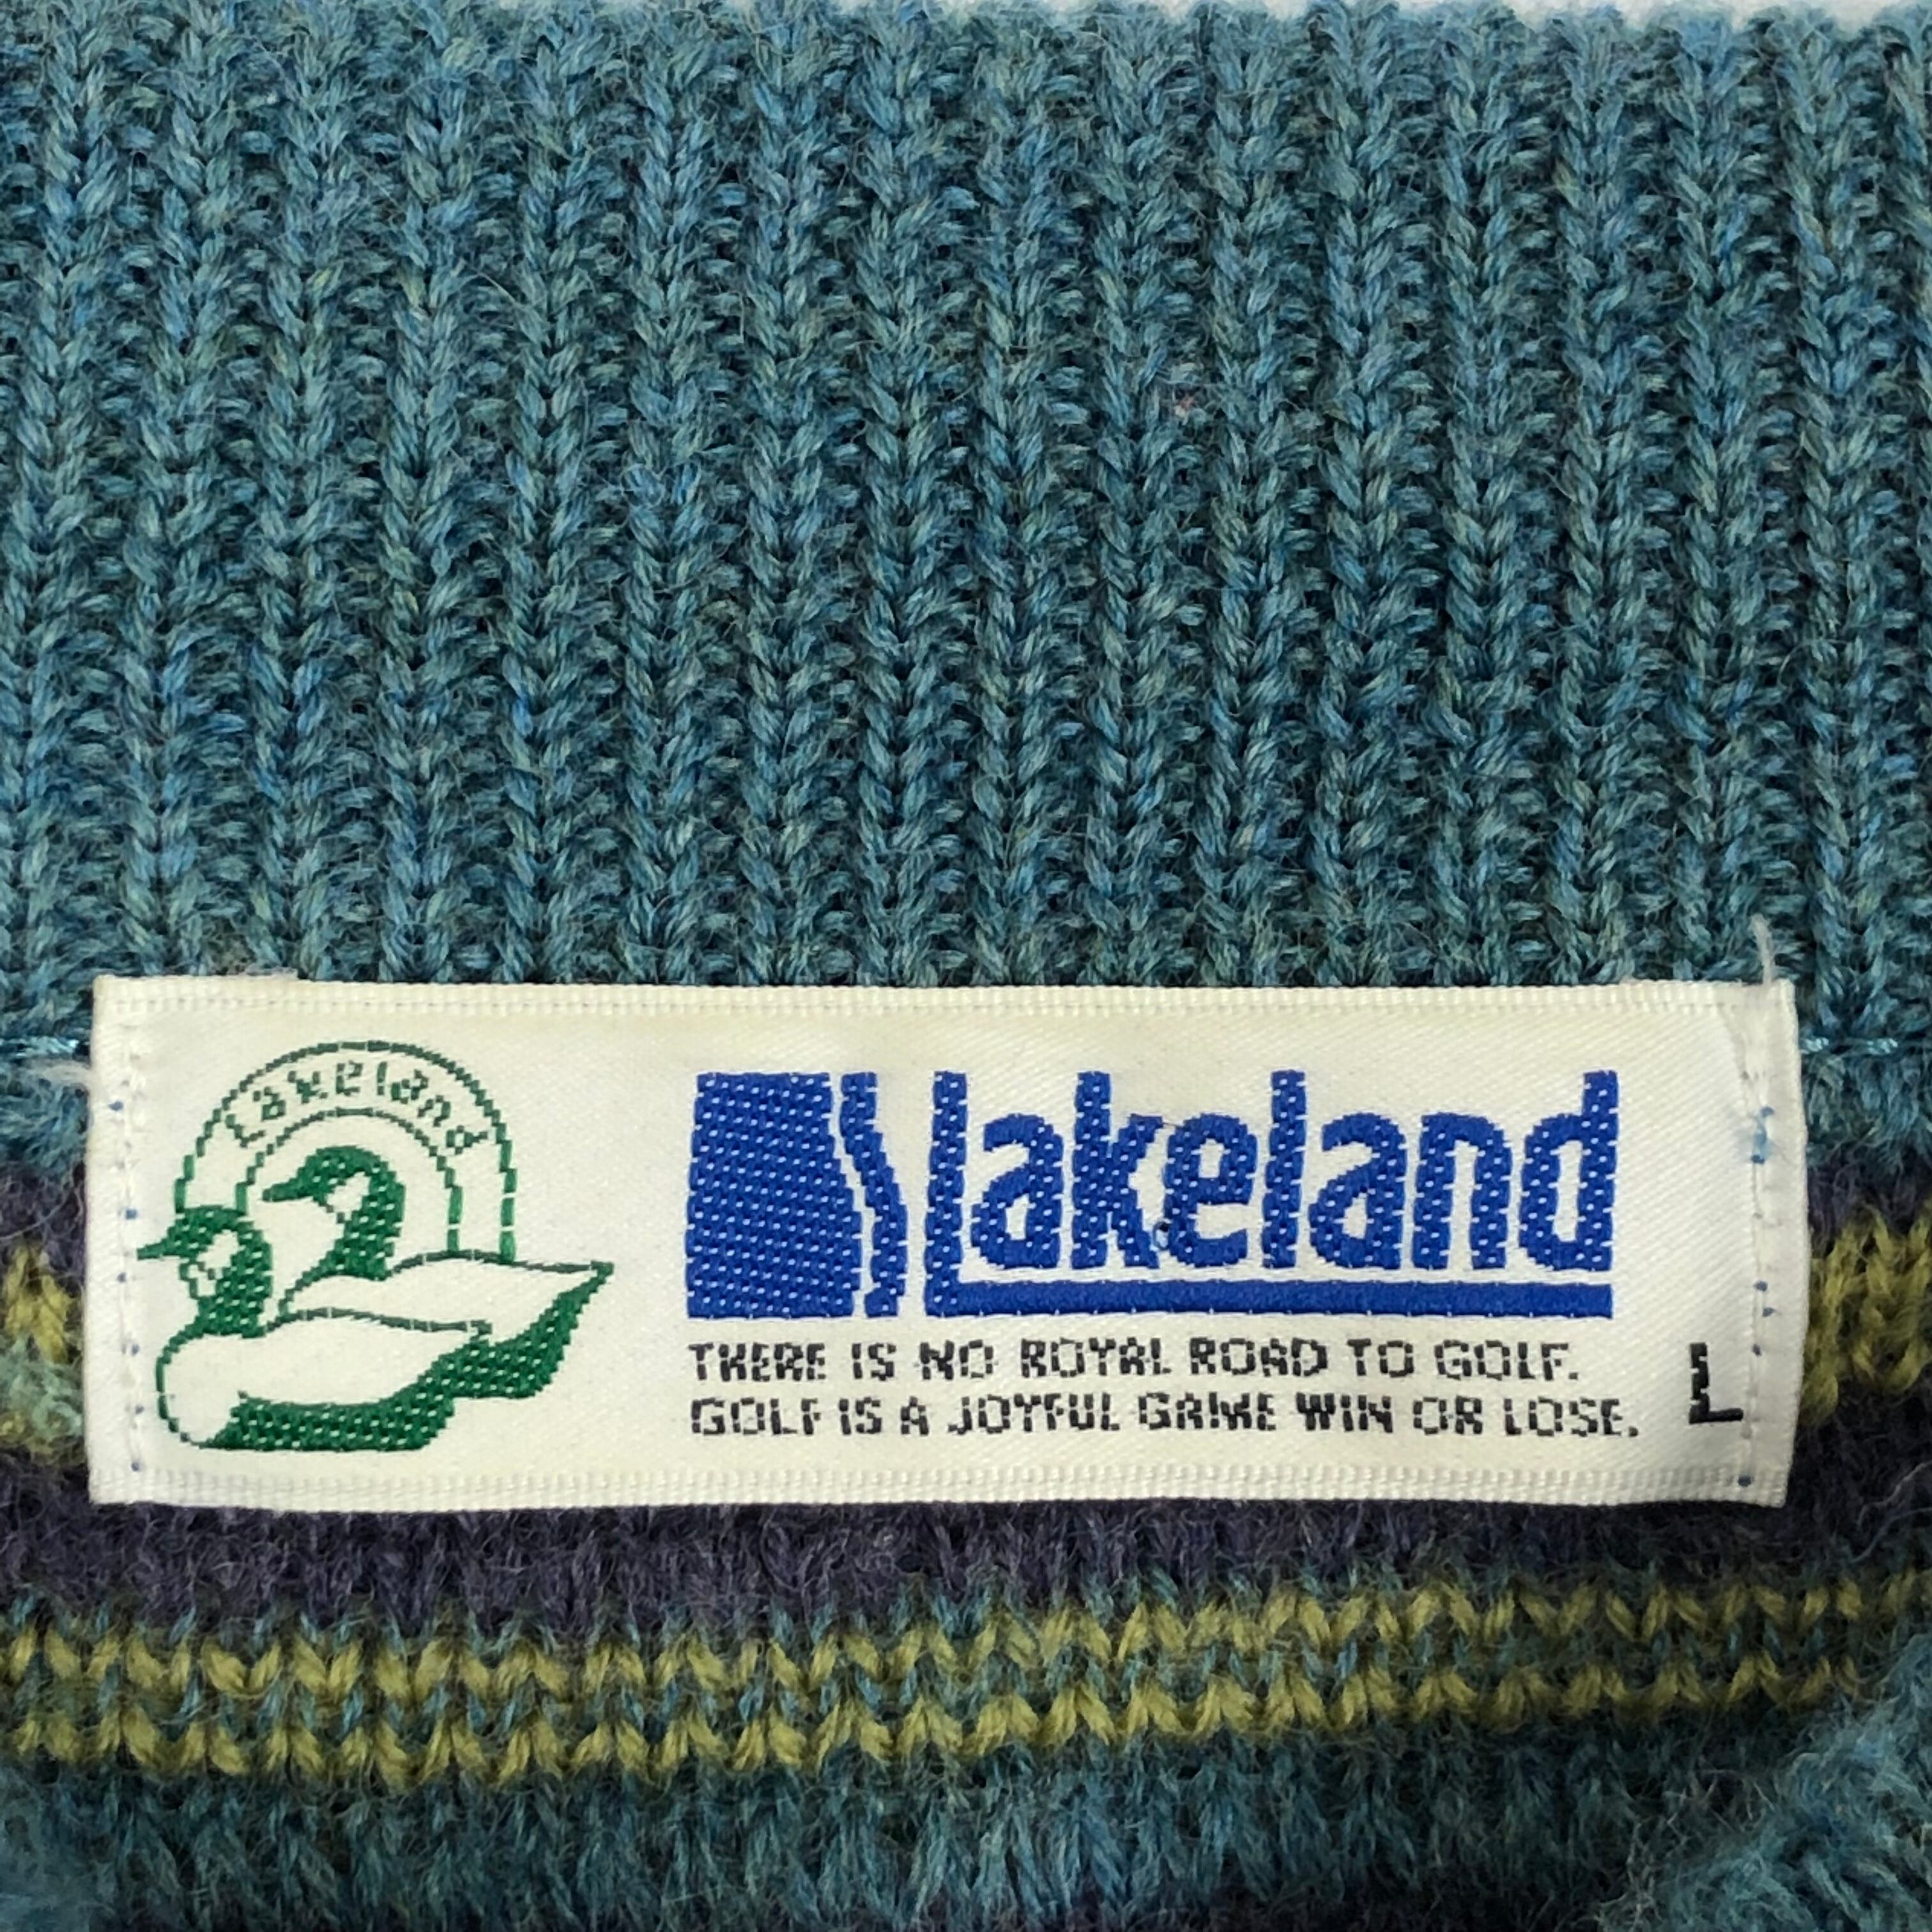 Lakeland
Lakeland
THERE IS NO ROYAL ROAD TO GOLF.
GOLF IS A JOYFUL GAME WIN OR LOSE.
L